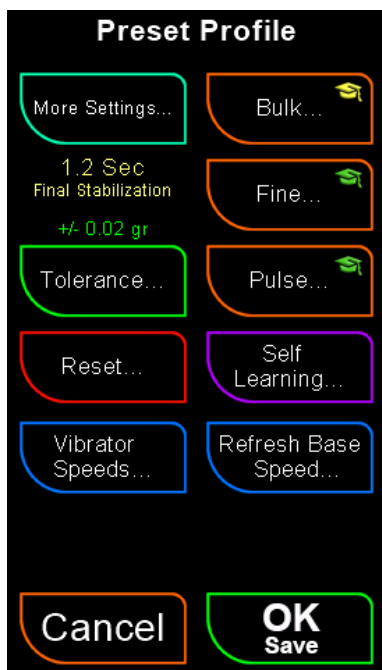 Preset Profile
More Settings...
Bulk...
1.2 Sec
Final Stabilization
Fine...
+/- 0.02 gr
Tolerance...
Pulse...
Reset...
Self
Learning...
Vibrator
Speeds...
Refresh Base
Speed...
Cancel
OK
Save